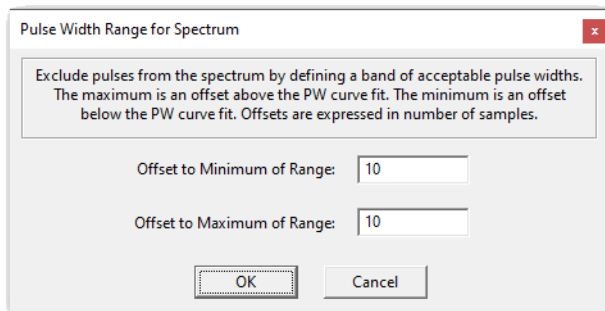 Pulse Width Range for Spectrum
x
Exclude pulses from the spectrum by defining a band of acceptable pulse widths.
The maximum is an offset above the PW curve fit. The minimum is an offset
below the PW curve fit. Offsets are expressed in number of samples.
Offset to Minimum of Range: 10
Offset to Maximum of Range: 10
OK Cancel